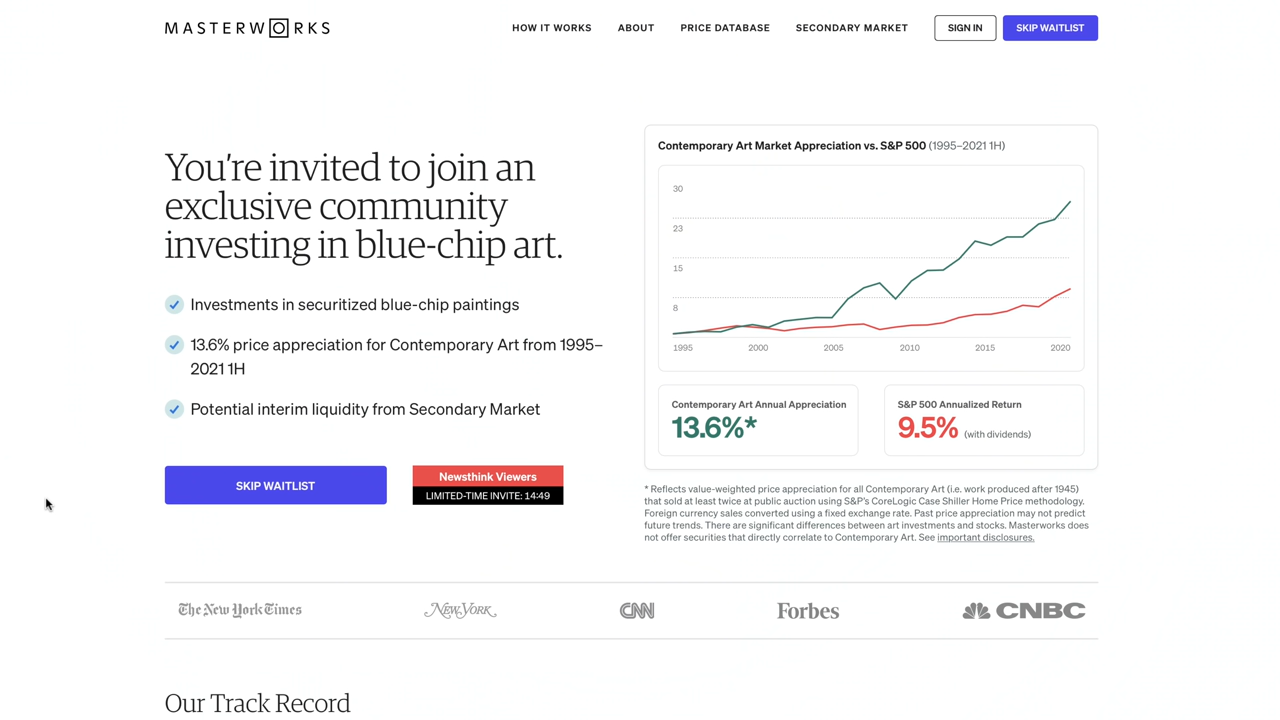 MASTERWORKS
HOW IT WORKS
ABOUT
PRICE DATABASE
SECONDARY MARKET
SIGN IN
SKIP WAITLIST
You're invited to join an
exclusive community
investing in blue-chip art.
Investments in securitized blue-chip paintings
13.6% price appreciation for Contemporary Art from 1995–
2021 1H
Potential interim liquidity from Secondary Market
SKIP WAITLIST
Newsthink Viewers
LIMITED-TIME INVITE: 14:49
Contemporary Art Market Appreciation vs. S&P 500 (1995–2021 1H)
30
23
15
8
1995 2000 2005 2010 2015 2020
Contemporary Art Annual Appreciation
13.6%*
S&P 500 Annualized Return
9.5% (with dividends)
* Reflects value-weighted price appreciation for all Contemporary Art (i.e. work produced after 1945)
that sold at least twice at public auction using S&P's CoreLogic Case Shiller Home Price methodology.
Foreign currency sales converted using a fixed exchange rate. Past price appreciation may not predict
future trends. There are significant differences between art investments and stocks. Masterworks does
not offer securities that directly correlate to Contemporary Art. See important disclosures.
The New York Times
NEW YORK
CNN
Forbes
CNBC
Our Track Record